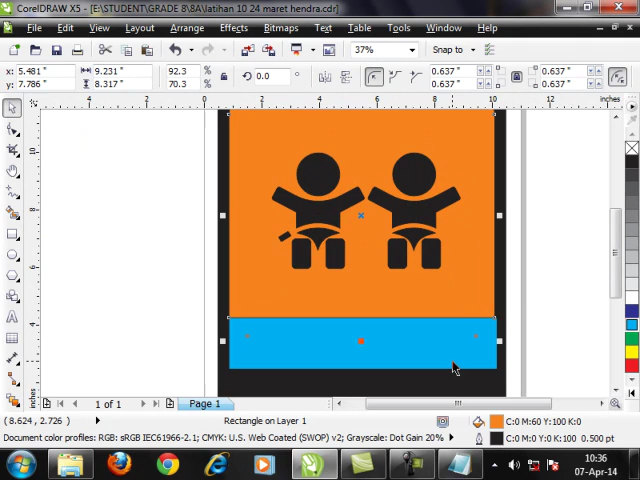 CorelDRAW X5 - [E:\STUDENT\GRADE 8\8A\latihan 10 24 maret hendra.cdr]
File Edit View Layout Arrange Effects Bitmaps Text Table Tools Window Help
37% Snap to
x: 5.481 " 9.231 " 92.3 % 0.0 ° 0.637 " 0.637 "
y: 7.786 " 8.317 " 70.3 % 0.637 " 0.637 "
4 2 0 2 4 6 8 10 inches
10
8
6
4
2
1 of 1 Page 1
(8.624, 2.726) Rectangle on Layer 1 C:0 M:60 Y:100 K:0
Document color profiles: RGB: sRGB IEC61966-2.1; CMYK: U.S. Web Coated (SWOP) v2; Grayscale: Dot Gain 20% C:0 M:0 Y:0 K:100 0.500 pt
10:36
07-Apr-14